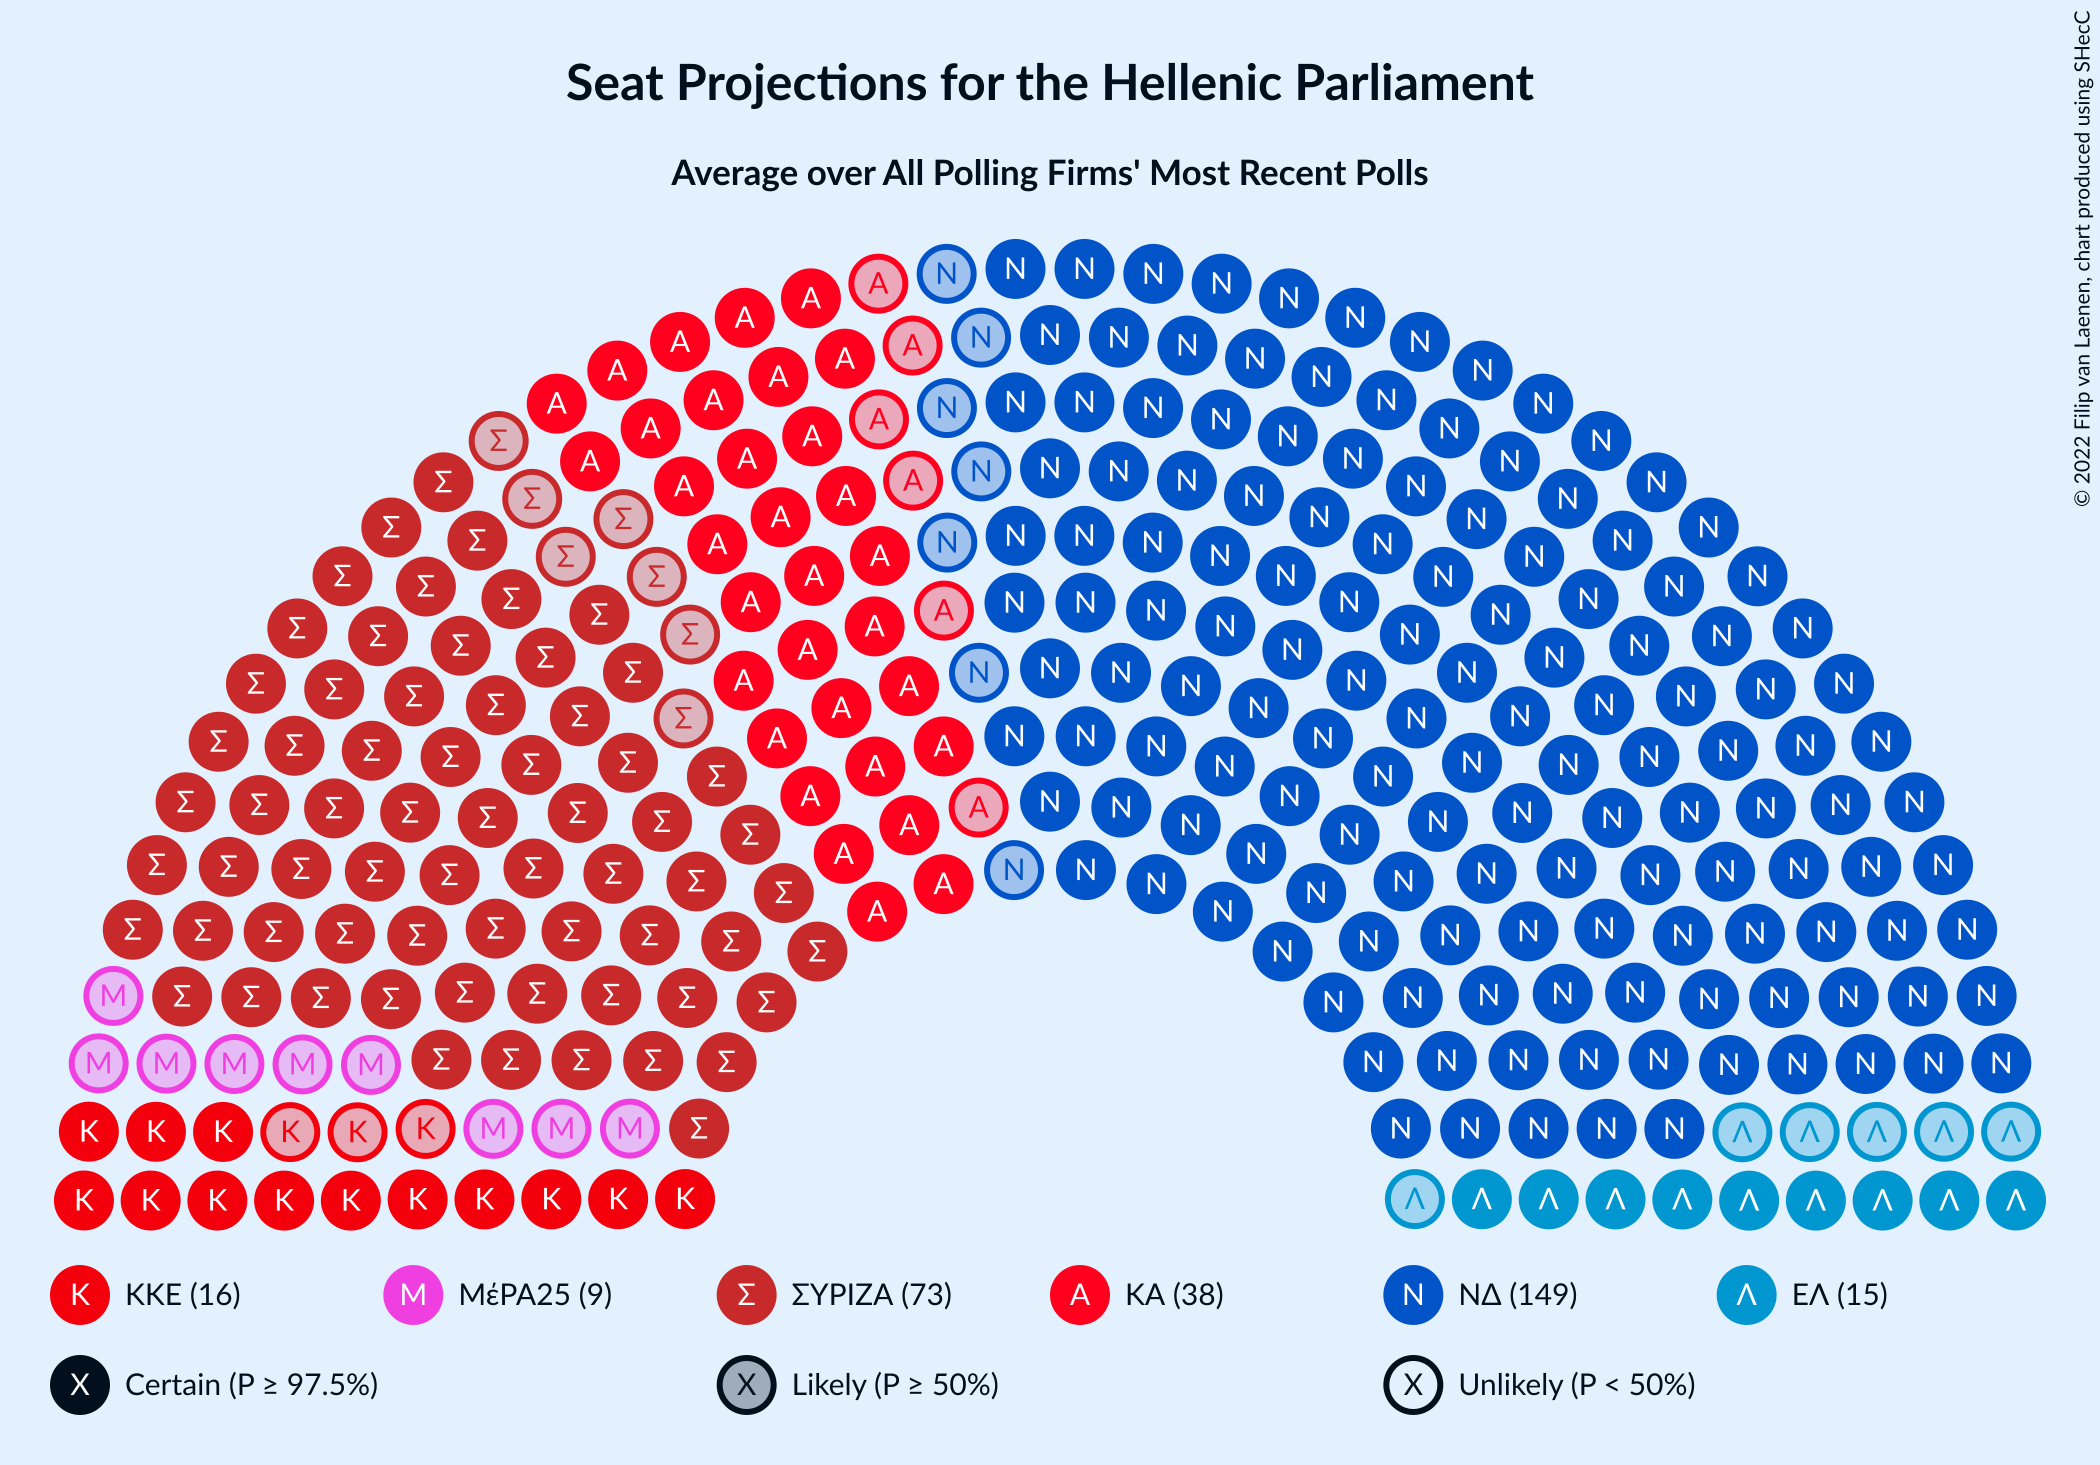 Seat Projections for the Hellenic Parliament
Average over All Polling Firms' Most Recent Polls
© 2022 Filip van Laenen, chart produced using SHecC
Κ ΚΚΕ (16) Μ ΜέΡΑ25 (9) Σ ΣΥΡΙΖΑ (73) Α ΚΑ (38) Ν ΝΔ (149) Λ ΕΛ (15)
X Certain (P ≥ 97.5%) X Likely (P ≥ 50%) X Unlikely (P < 50%)